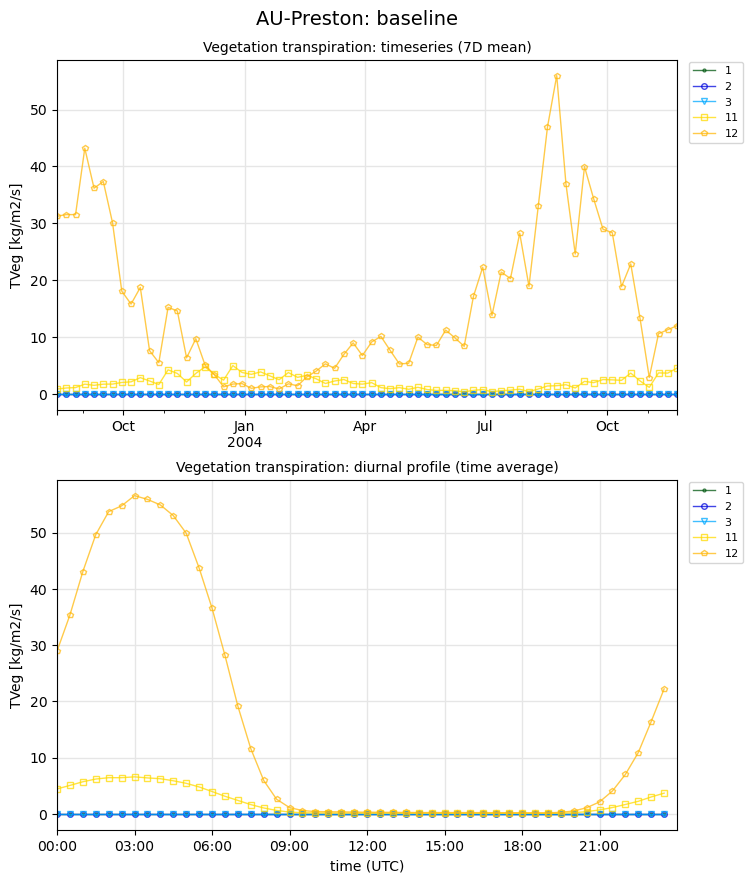 AU-Preston: baseline
Vegetation transpiration: timeseries (7D mean)
TVeg [kg/m2/s]
50
40
30
20
10
0
Oct
Jan
2004
Apr
Jul
Oct
1
2
3
11
12
Vegetation transpiration: diurnal profile (time average)
TVeg [kg/m2/s]
50
40
30
20
10
0
00:00
03:00
06:00
09:00
12:00
15:00
18:00
21:00
time (UTC)
1
2
3
11
12